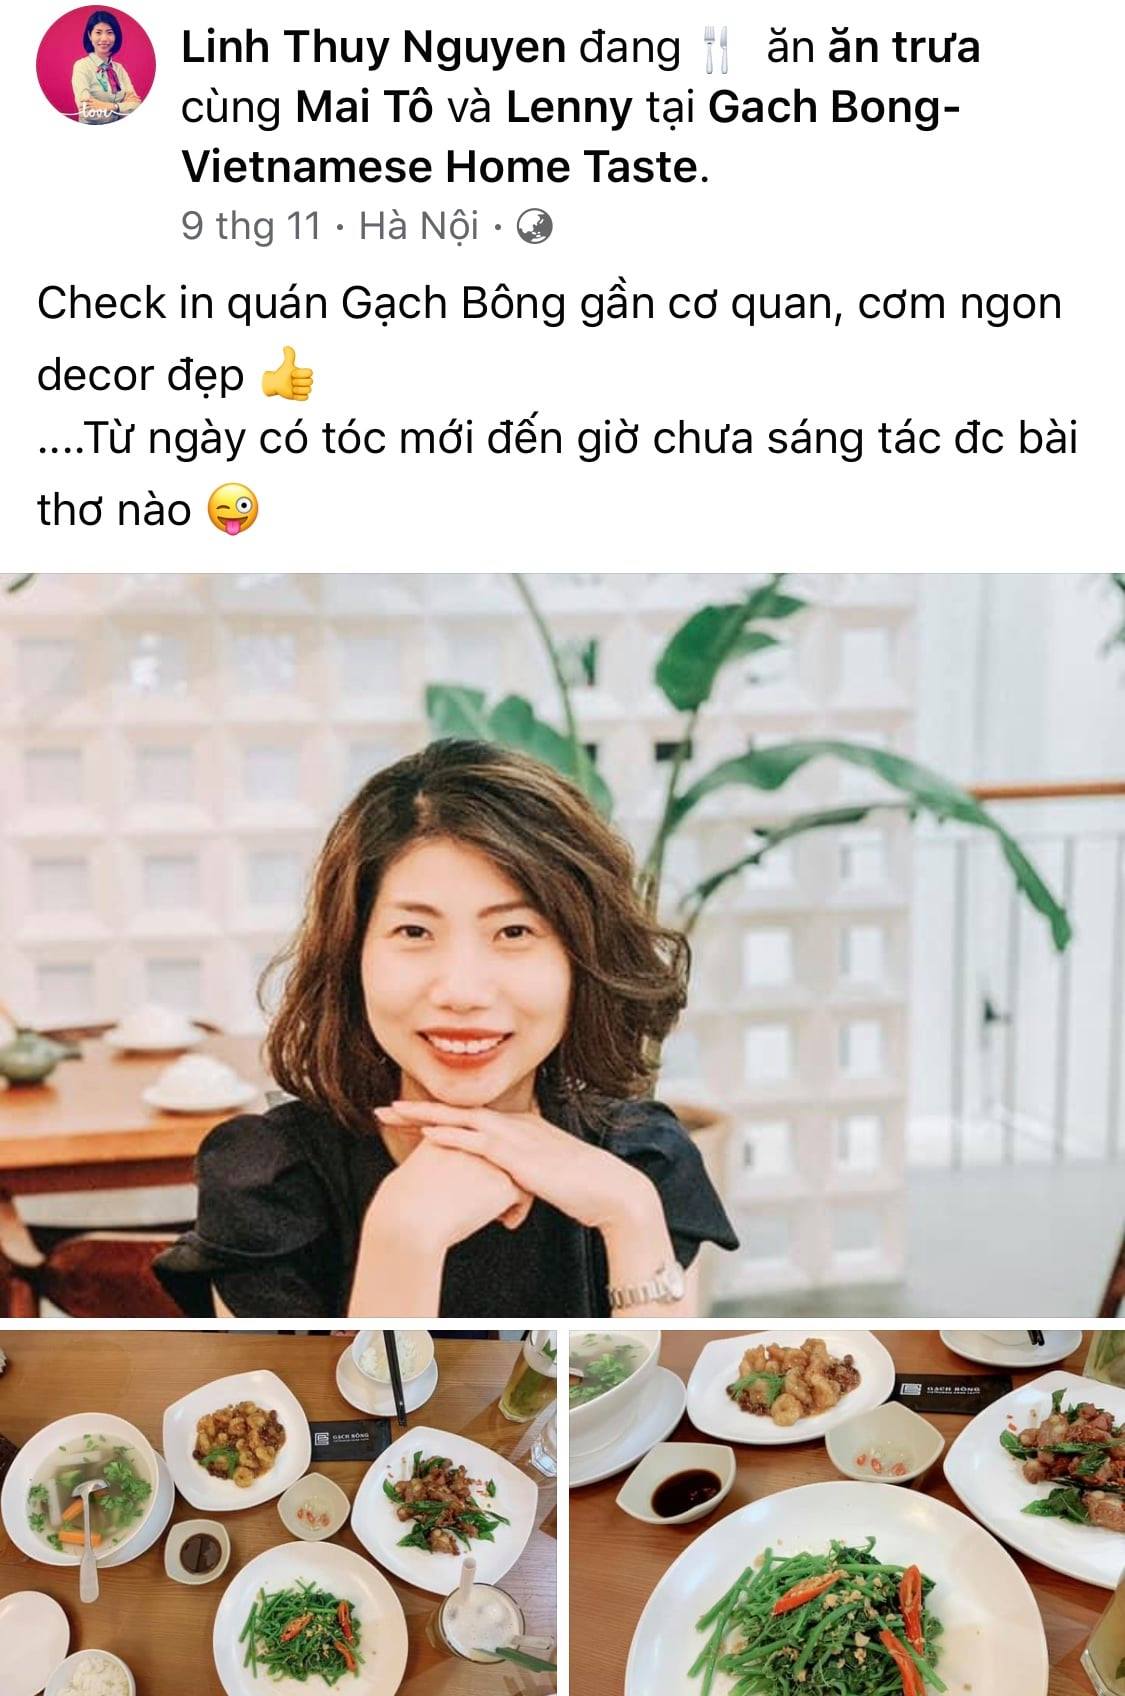 Linh Thuy Nguyen đang 🍴 ăn ăn trưa
cùng Mai Tô và Lenny tại Gach Bong-
Vietnamese Home Taste.
9 thg 11 · Hà Nội ·
Check in quán Gạch Bông gần cơ quan, cơm ngon
decor đẹp 👍
....Từ ngày có tóc mới đến giờ chưa sáng tác đc bài
thơ nào 😜
GẠCH BÔNG
GẠCH BÔNG